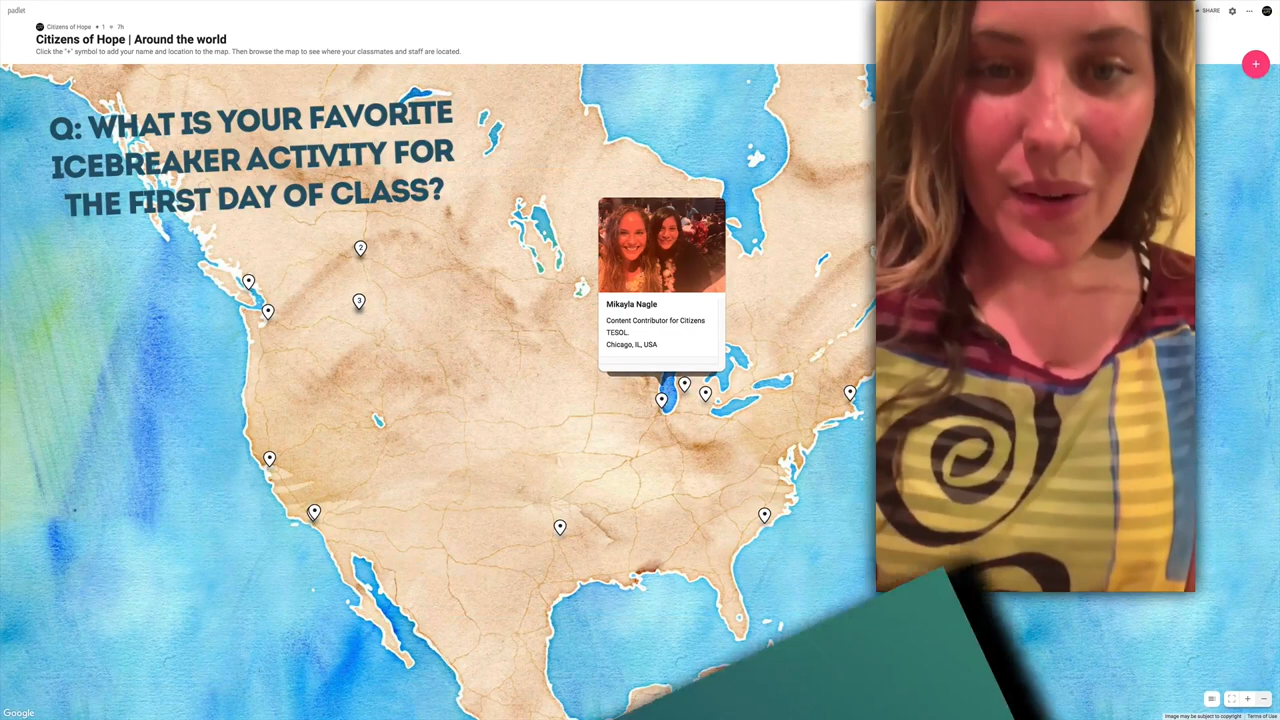 padlet
Citizens of Hope • 1 7h
Citizens of Hope | Around the world
Click the "+" symbol to add your name and location to the map. Then browse the map to see where your classmates and staff are located.
SHARE
Q: WHAT IS YOUR FAVORITE
ICEBREAKER ACTIVITY FOR
THE FIRST DAY OF CLASS?
2
3
Mikayla Nagle
Content Contributor for Citizens
TESOL.
Chicago, IL, USA
Google
Image may be subject to copyright
Terms of Use